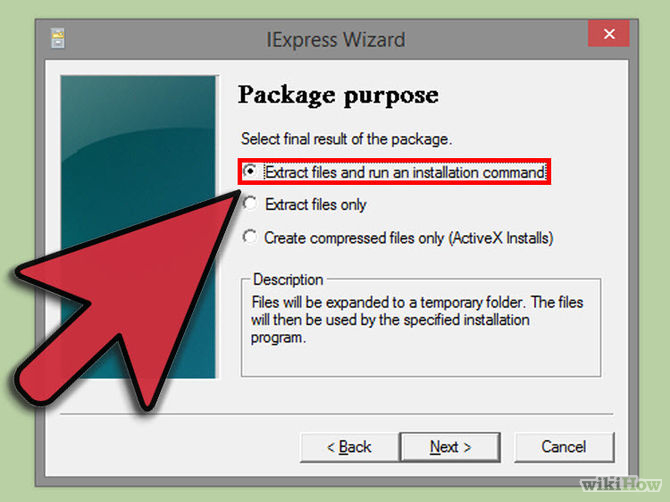 IExpress Wizard
Package purpose
Select final result of the package.
Extract files and run an installation command
Extract files only
Create compressed files only (ActiveX Installs)
Description
Files will be expanded to a temporary folder. The files
will then be used by the specified installation
program.
< Back
Next >
Cancel
wikiHow